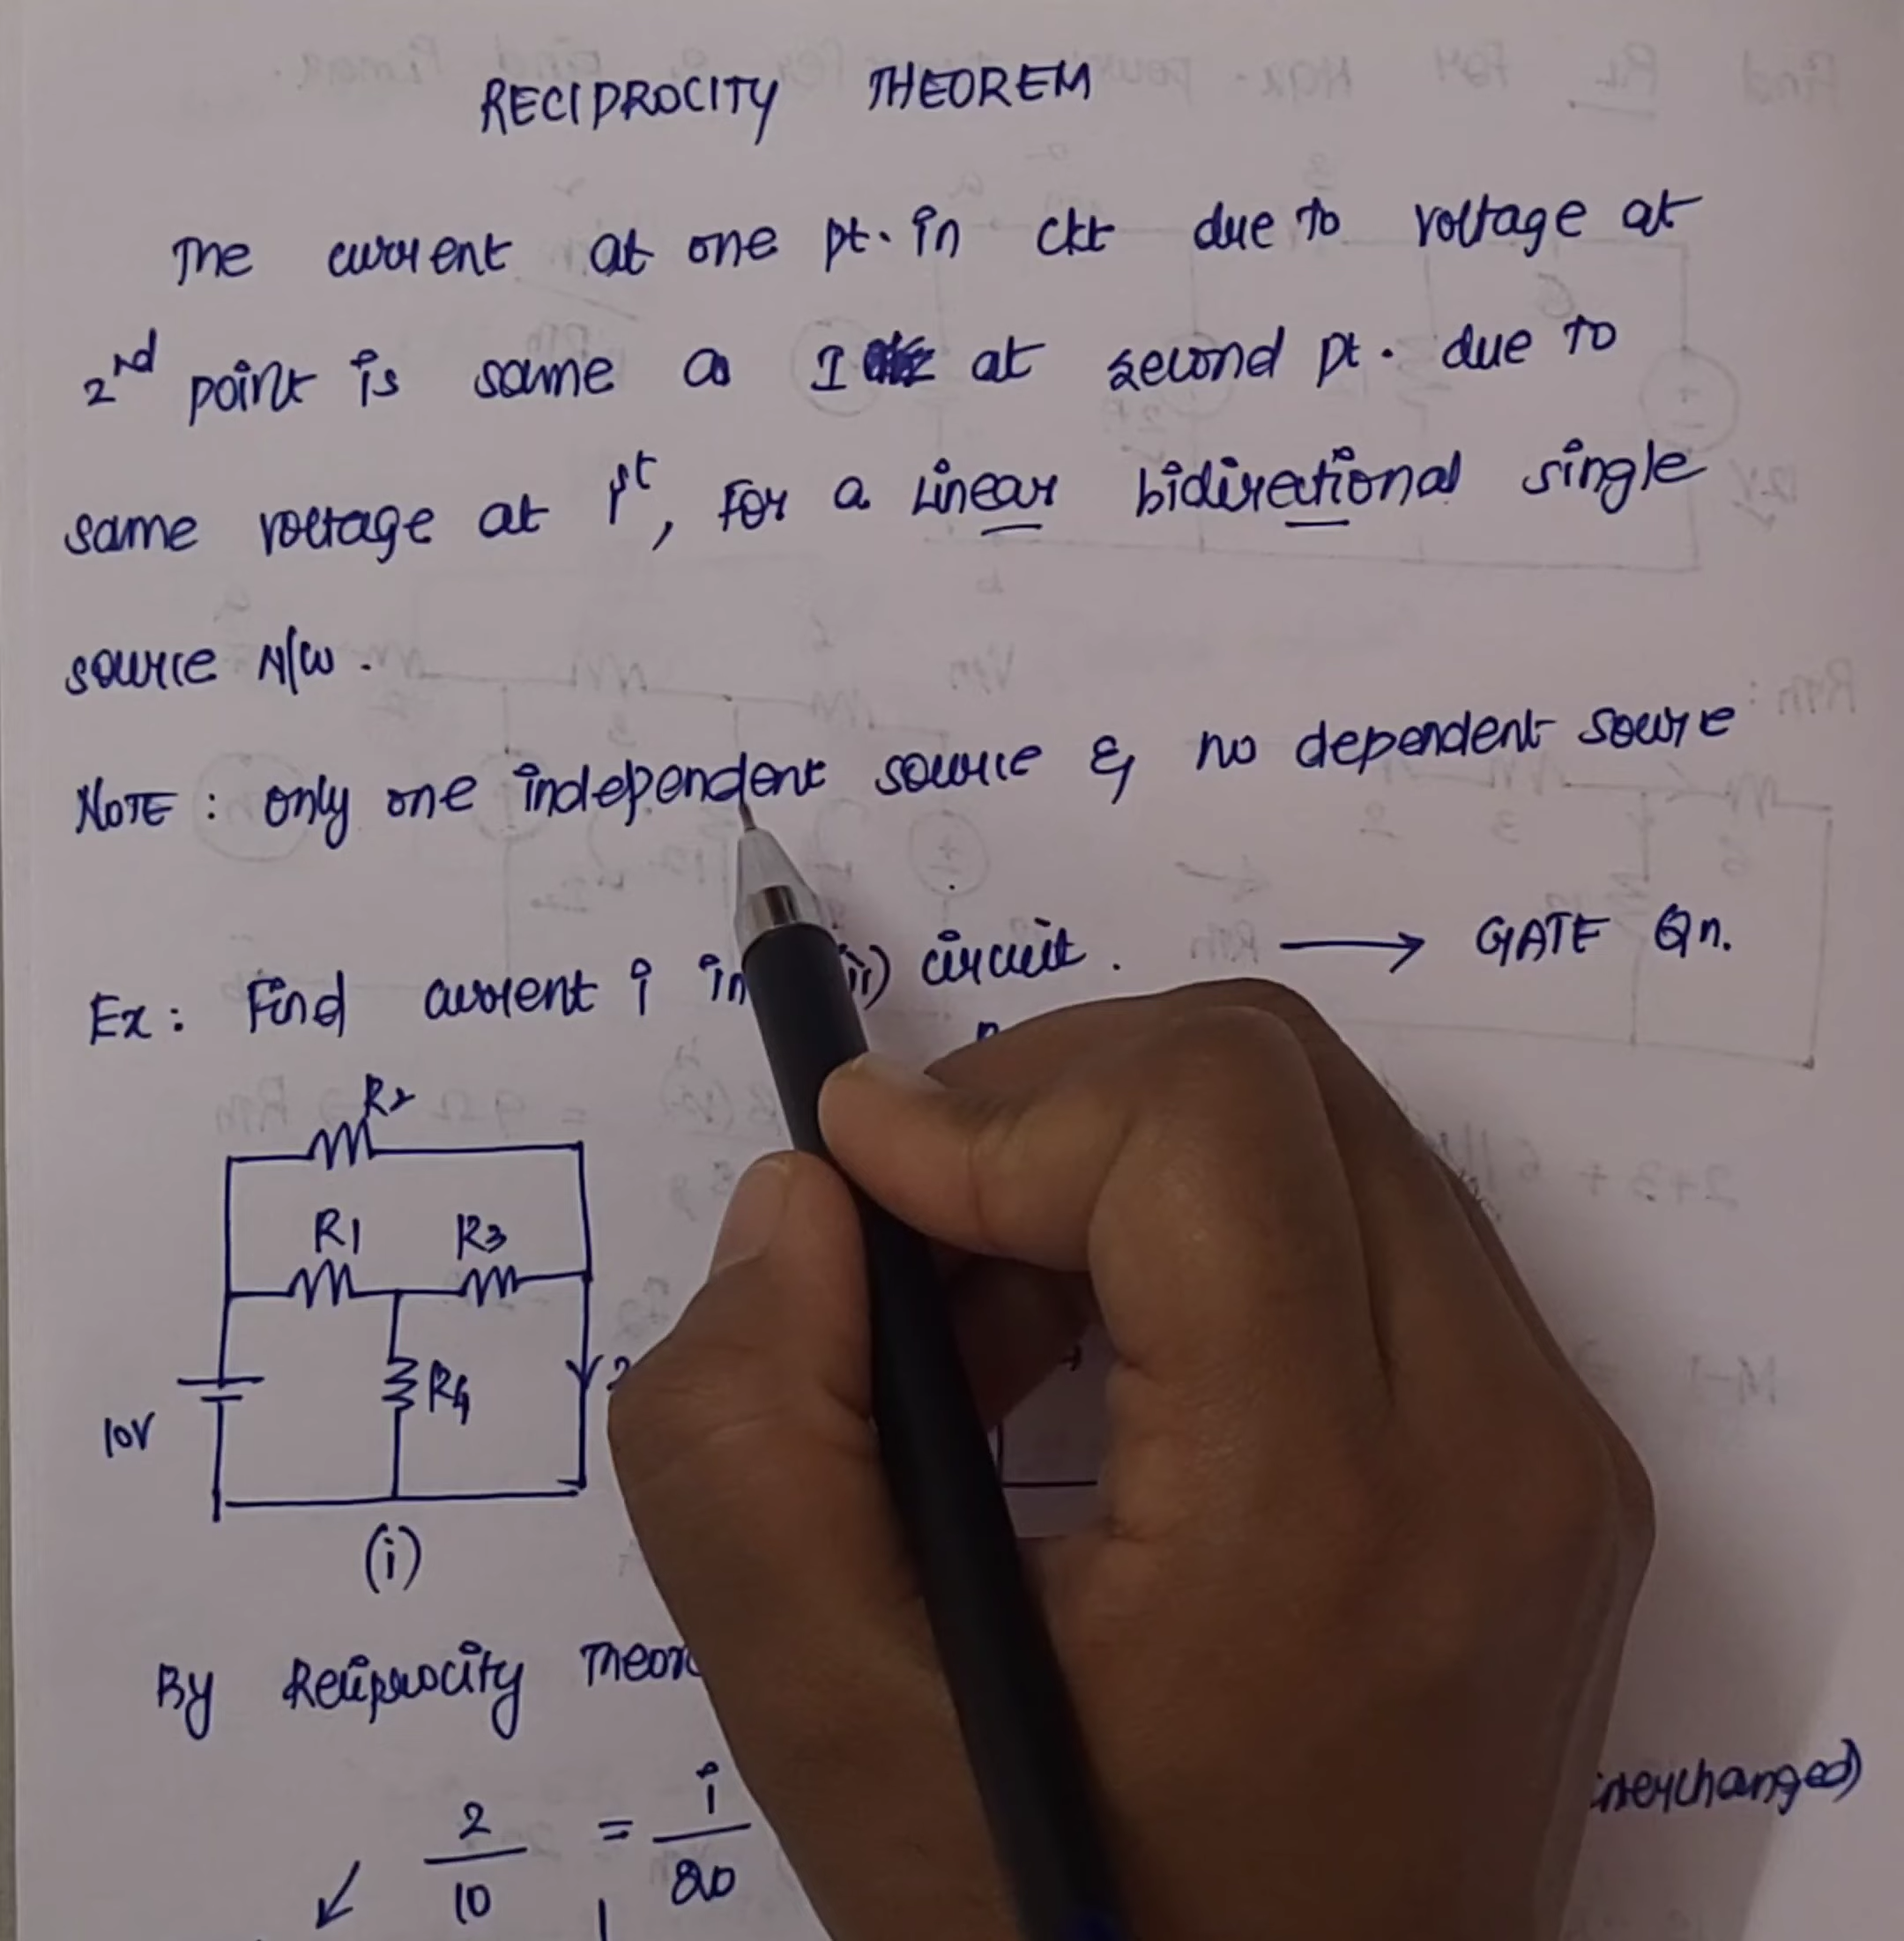 RECIPROCITY THEOREM
The current at one pt. in ckt due to voltage at
2nd point is same as I at second pt. due to
same voltage at 1st, For a Linear bidirectional single
source N/W.
NOTE: only one independent source & no dependent source
Ex: Find current i in ii) circuit. → GATE Qn.
R2
R1 R3
R4
10V
(i)
By Reciprocity
2/10 = i/20
interchanged)